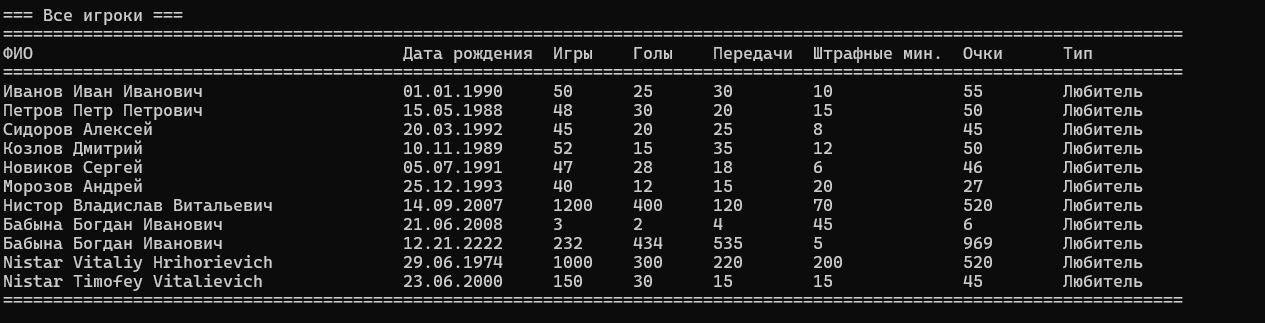 === Все игроки ===
======================================================================================================================
ФИО Дата рождения Игры Голы Передачи Штрафные мин. Очки Тип
======================================================================================================================
Иванов Иван Иванович 01.01.1990 50 25 30 10 55 Любитель
Петров Петр Петрович 15.05.1988 48 30 20 15 50 Любитель
Сидоров Алексей 20.03.1992 45 20 25 8 45 Любитель
Козлов Дмитрий 10.11.1989 52 15 35 12 50 Любитель
Новиков Сергей 05.07.1991 47 28 18 6 46 Любитель
Морозов Андрей 25.12.1993 40 12 15 20 27 Любитель
Нистор Владислав Витальевич 14.09.2007 1200 400 120 70 520 Любитель
Бабына Богдан Иванович 21.06.2008 3 2 4 45 6 Любитель
Бабына Богдан Иванович 12.21.2222 232 434 535 5 969 Любитель
Nistar Vitaliy Hrihorievich 29.06.1974 1000 300 220 200 520 Любитель
Nistar Timofey Vitalievich 23.06.2000 150 30 15 15 45 Любитель
======================================================================================================================